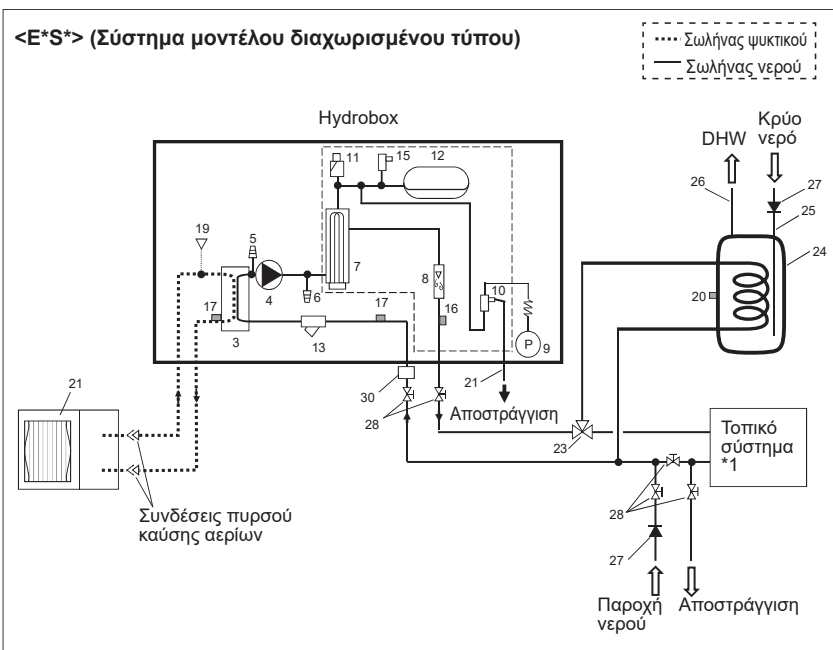 <E*S*> (Σύστημα μοντέλου διαχωρισμένου τύπου)
Σωλήνας ψυκτικού
Σωλήνας νερού
Hydrobox
DHW
Κρύο
νερό
11
15
12
26
27
25
19
5
24
7
8
10
20
17
4
6
17
16
3
13
9
P
21
30
21
28
Αποστράγγιση
23
Τοπικό
σύστημα
*1
Συνδέσεις πυρσού
καύσης αερίων
28
27
Παροχή
νερού
Αποστράγγιση